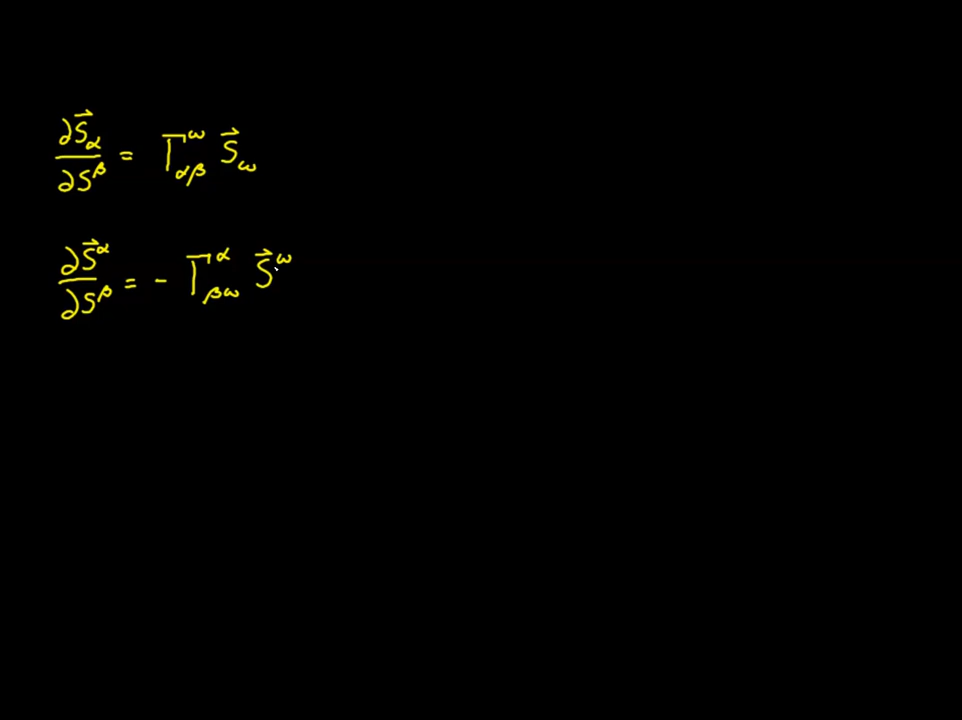 ∂S⃗_α/∂S^β = Γ^ω_αβ S⃗_ω
∂S⃗^α/∂S^β = - Γ^α_βω S⃗^ω